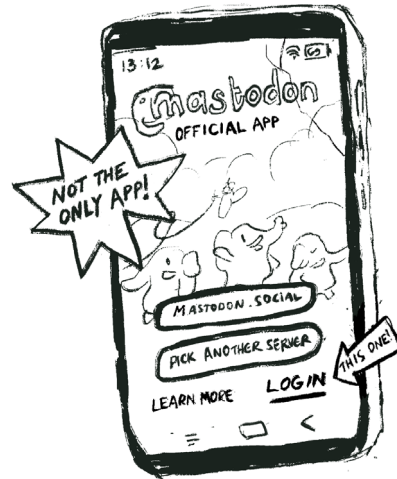 13:12
mastodon
OFFICIAL APP
NOT THE
ONLY APP!
MASTODON.SOCIAL
PICK ANOTHER SERVER
THIS ONE!
LEARN MORE
LOGIN